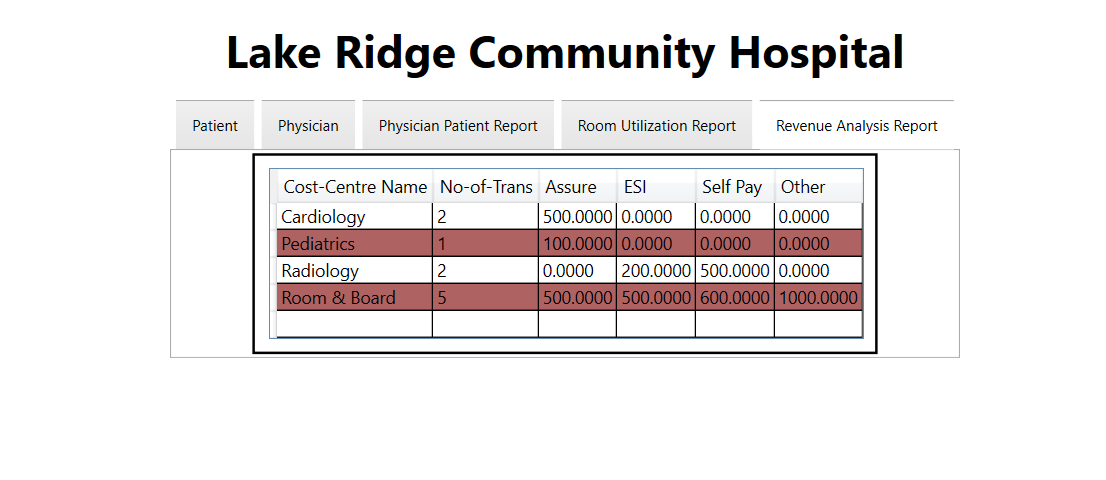 Lake Ridge Community Hospital
Patient Physician Physician Patient Report Room Utilization Report Revenue Analysis Report
Cost-Centre Name No-of-Trans Assure ESI Self Pay Other
Cardiology 2 500.0000 0.0000 0.0000 0.0000
Pediatrics 1 100.0000 0.0000 0.0000 0.0000
Radiology 2 0.0000 200.0000 500.0000 0.0000
Room & Board 5 500.0000 500.0000 600.0000 1000.0000